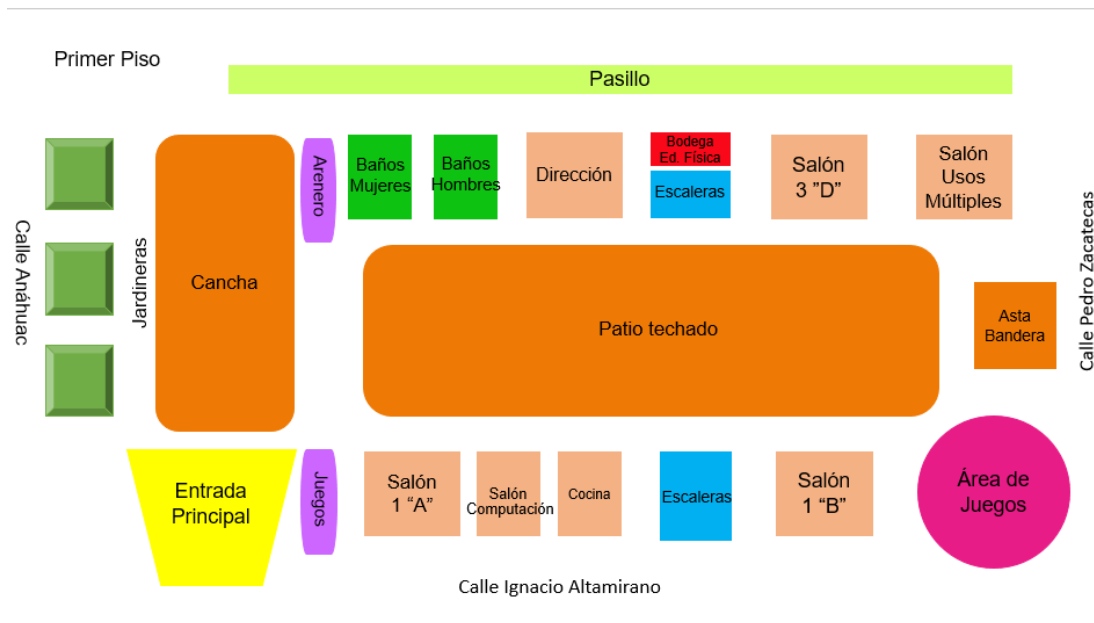 Primer Piso
Pasillo
Calle Anáhuac
Jardineras
Cancha
Arenero
Baños
Mujeres
Baños
Hombres
Dirección
Bodega
Ed. Física
Escaleras
Salón
3 ”D”
Salón
Usos
Múltiples
Patio techado
Asta
Bandera
Calle Pedro Zacatecas
Entrada
Principal
Juegos
Salón
1 “A”
Salón
Computación
Cocina
Escaleras
Salón
1 “B”
Área de
Juegos
Calle Ignacio Altamirano